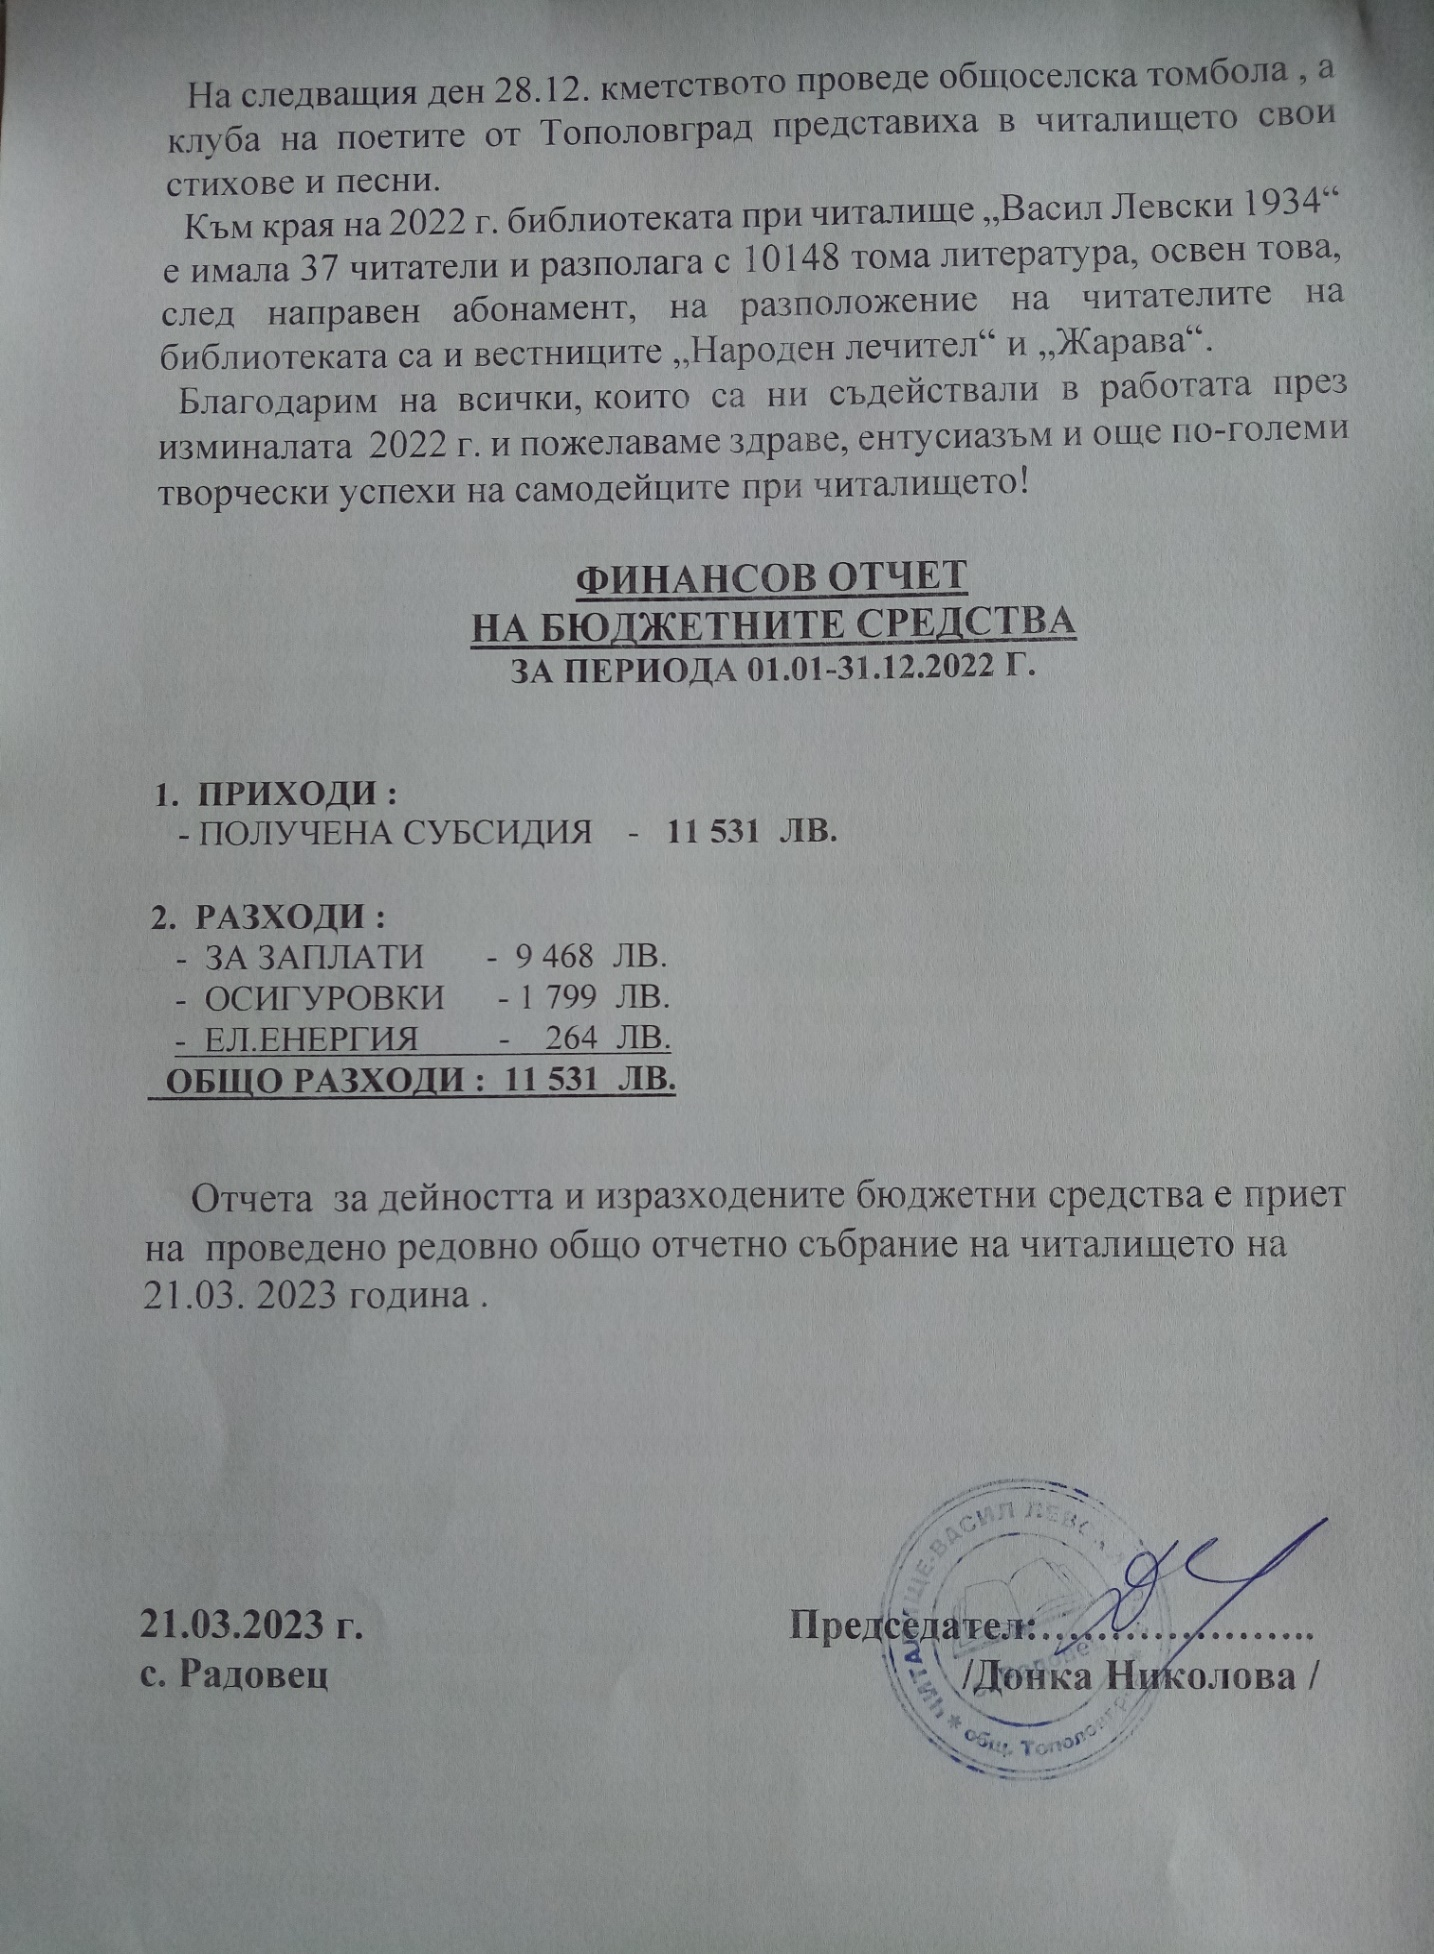 На следващия ден 28.12. кметството проведе общоселска томбола , а
клуба на поетите от Тополовград представиха в читалището свои
стихове и песни.
Към края на 2022 г. библиотеката при читалище „Васил Левски 1934“
е имала 37 читатели и разполага с 10148 тома литература, освен това,
след направен абонамент, на разположение на читателите на
библиотеката са и вестниците „Народен лечител“ и „Жарава“.
Благодарим на всички, които са ни съдействали в работата през
изминалата 2022 г. и пожелаваме здраве, ентусиазъм и още по-големи
творчески успехи на самодейците при читалището!
ФИНАНСОВ ОТЧЕТ
НА БЮДЖЕТНИТЕ СРЕДСТВА
ЗА ПЕРИОДА 01.01-31.12.2022 Г.
1. ПРИХОДИ :
- ПОЛУЧЕНА СУБСИДИЯ - 11 531 ЛВ.
2. РАЗХОДИ :
- ЗА ЗАПЛАТИ - 9 468 ЛВ.
- ОСИГУРОВКИ - 1 799 ЛВ.
- ЕЛ.ЕНЕРГИЯ - 264 ЛВ.
ОБЩО РАЗХОДИ : 11 531 ЛВ.
Отчета за дейността и изразходените бюджетни средства е приет
на проведено редовно общо отчетно събрание на читалището на
21.03. 2023 година .
21.03.2023 г. Председател:………………….
с. Радовец /Донка Николова /
ЧИТАЛИЩЕ-ВАСИЛ
общ.